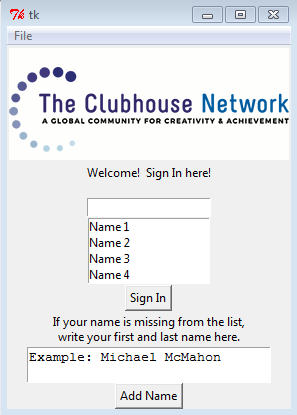 tk
File
The Clubhouse Network
A GLOBAL COMMUNITY FOR CREATIVITY & ACHIEVEMENT
Welcome!  Sign In here!
Name 1
Name 2
Name 3
Name 4
Sign In
If your name is missing from the list,
write your first and last name here.
Example: Michael McMahon
Add Name